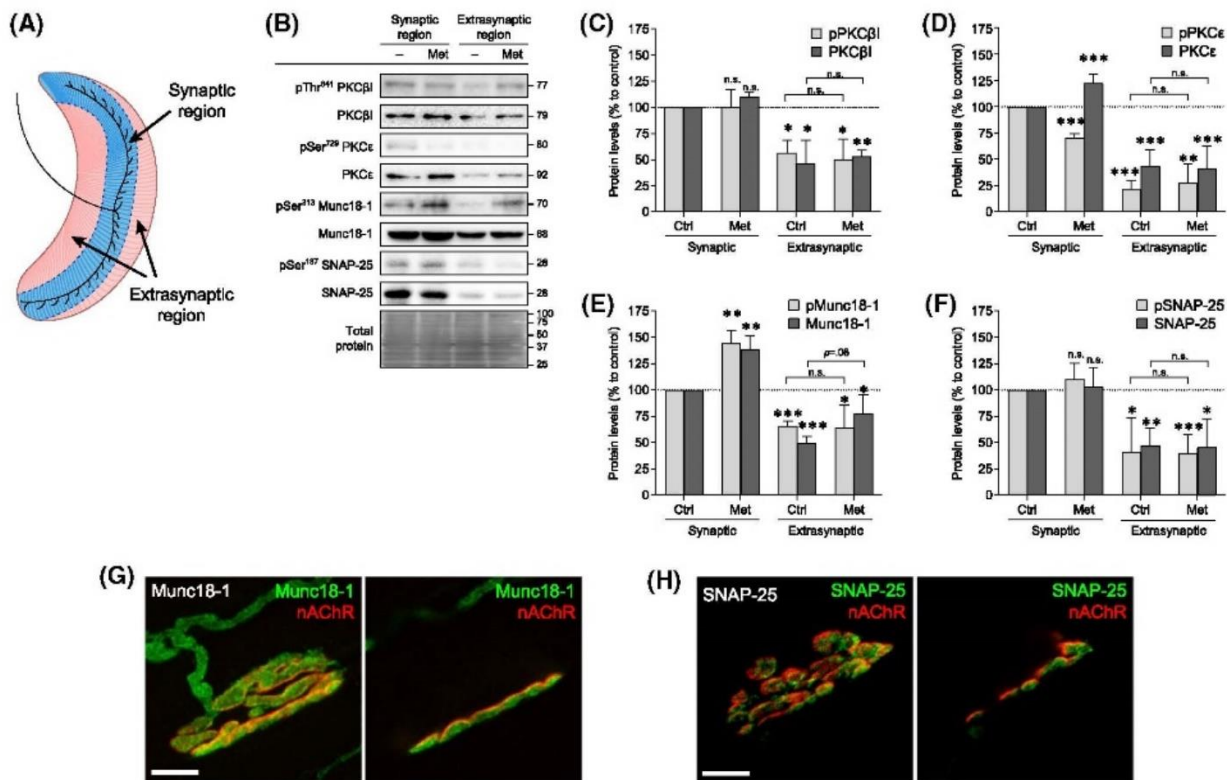 (A)
Synaptic
region
Extrasynaptic
region
(B)
Synaptic
region
Extrasynaptic
region
– Met – Met
pThr⁶⁴¹ PKCβI 77
PKCβI 79
pSer⁷²⁹ PKCε 80
PKCε 92
pSer³¹³ Munc18-1 70
Munc18-1 68
pSer¹⁸⁷ SNAP-25 28
SNAP-25 28
Total
protein
100
75
50
37
25
(C)
pPKCβI
PKCβI
Protein levels (% to control)
175
150
125
100
75
50
25
0
n.s.
n.s.
n.s.
n.s.
* * * **
Ctrl Met Ctrl Met
Synaptic Extrasynaptic
(D)
pPKCε
PKCε
Protein levels (% to control)
175
150
125
100
75
50
25
0
*** ***
n.s.
n.s.
*** *** ** ***
Ctrl Met Ctrl Met
Synaptic Extrasynaptic
(E)
pMunc18-1
Munc18-1
Protein levels (% to control)
175
150
125
100
75
50
25
0
** **
p=.06
n.s.
*** *** * *
Ctrl Met Ctrl Met
Synaptic Extrasynaptic
(F)
pSNAP-25
SNAP-25
Protein levels (% to control)
175
150
125
100
75
50
25
0
n.s. n.s.
n.s.
n.s.
* ** *** *
Ctrl Met Ctrl Met
Synaptic Extrasynaptic
(G)
Munc18-1 Munc18-1
nAChR
Munc18-1
nAChR
(H)
SNAP-25 SNAP-25
nAChR
SNAP-25
nAChR